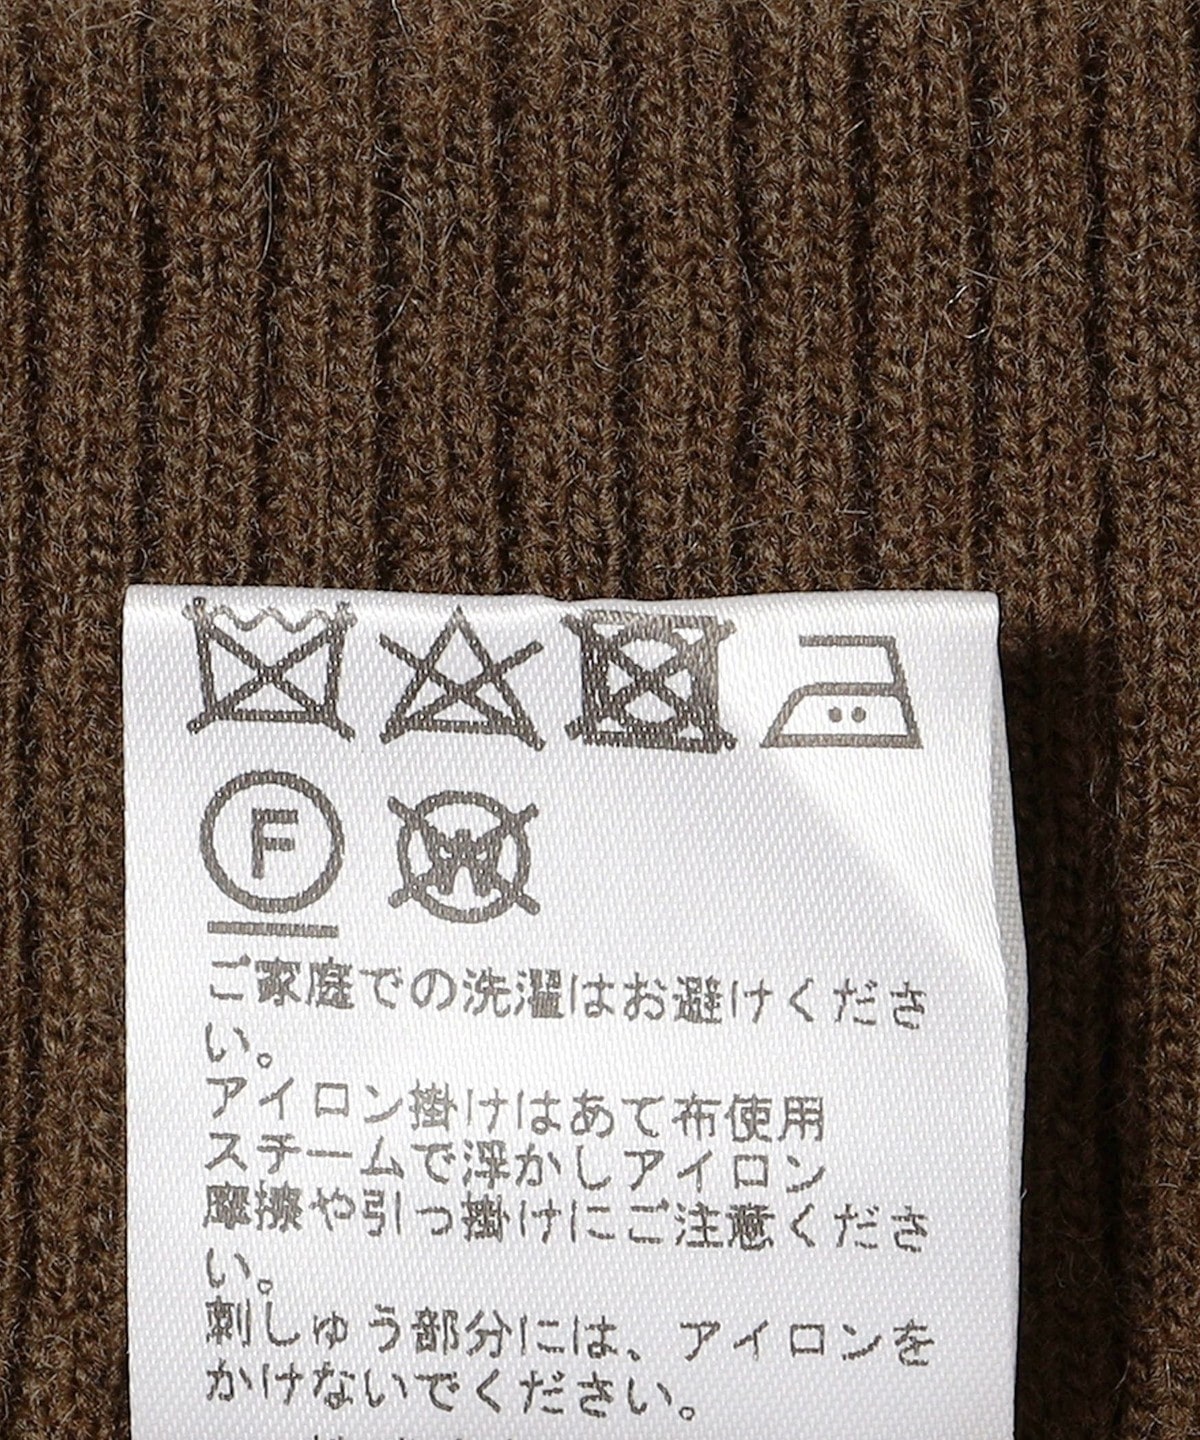 F
W
ご家庭での洗濯はお避けくださ
い。
アイロン掛けはあて布使用
スチームで浮かしアイロン
摩擦や引っ掛けにご注意くださ
い。
刺しゅう部分には、アイロンを
かけないでください。